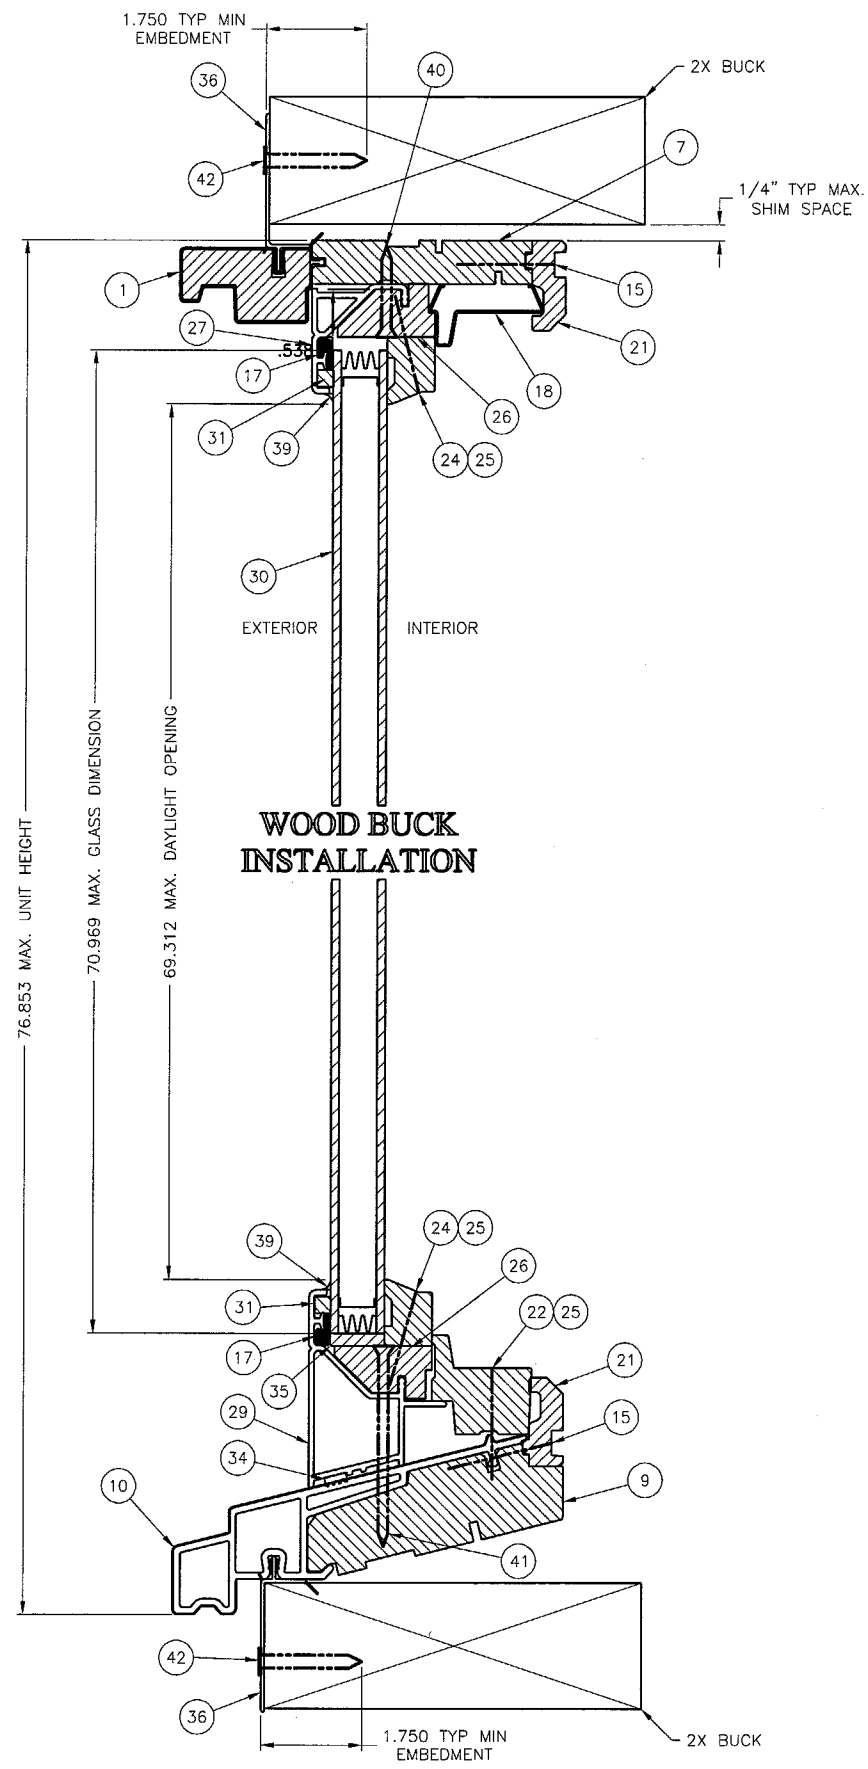 1.750 TYP MIN
EMBEDMENT
36
40
2X BUCK
42
7
1/4" TYP MAX.
SHIM SPACE
1
15
27
.538
17
21
18
31
39
26
24 25
30
EXTERIOR INTERIOR
76.853 MAX. UNIT HEIGHT
70.969 MAX. GLASS DIMENSION
69.312 MAX. DAYLIGHT OPENING
WOOD BUCK
INSTALLATION
39
24 25
31
26
22 25
17
21
35
29
15
34
10
9
41
42
36
1.750 TYP MIN
EMBEDMENT
2X BUCK